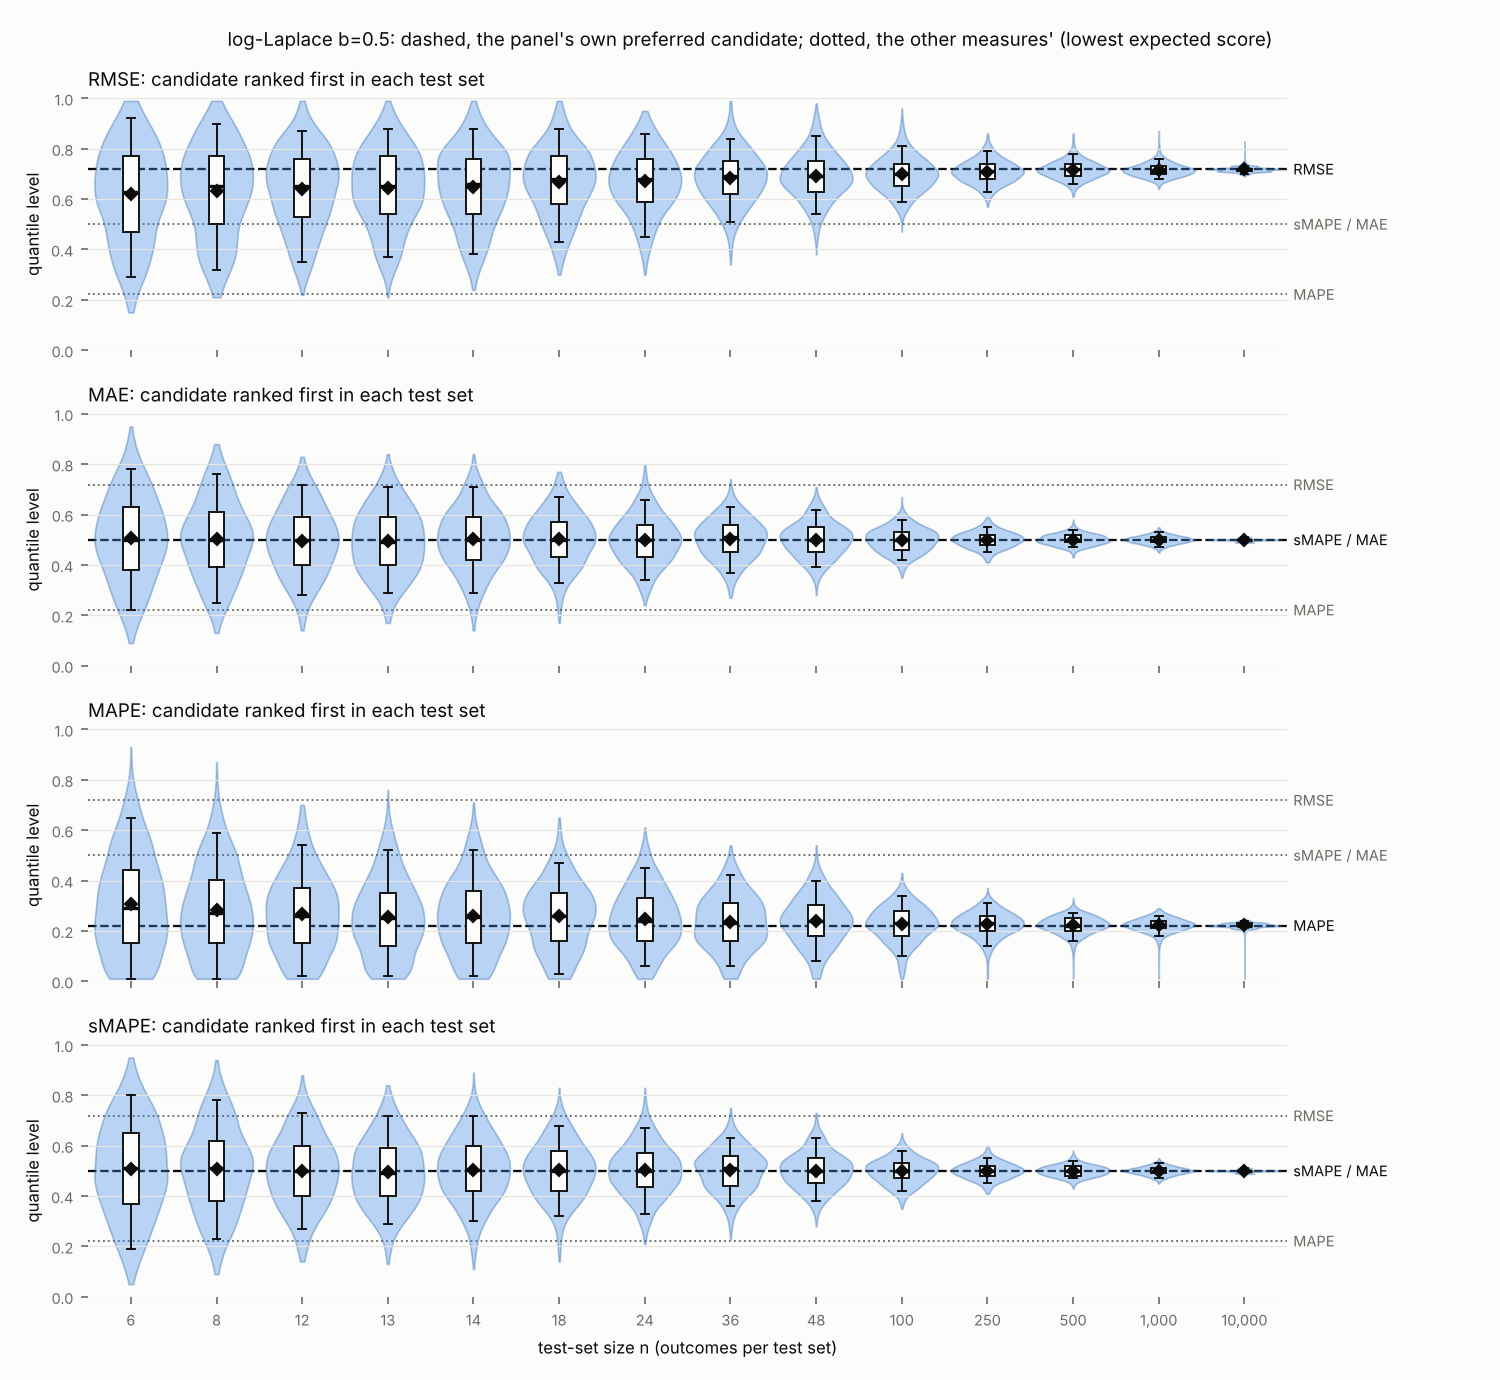 log-Laplace b=0.5: dashed, the panel's own preferred candidate; dotted, the other measures' (lowest expected score)
RMSE: candidate ranked first in each test set
quantile level
1.0
0.8
0.6
0.4
0.2
0.0
RMSE
sMAPE / MAE
MAPE
MAE: candidate ranked first in each test set
quantile level
1.0
0.8
0.6
0.4
0.2
0.0
RMSE
sMAPE / MAE
MAPE
MAPE: candidate ranked first in each test set
quantile level
1.0
0.8
0.6
0.4
0.2
0.0
RMSE
sMAPE / MAE
MAPE
sMAPE: candidate ranked first in each test set
quantile level
1.0
0.8
0.6
0.4
0.2
0.0
RMSE
sMAPE / MAE
MAPE
6 8 12 13 14 18 24 36 48 100 250 500 1,000 10,000
test-set size n (outcomes per test set)